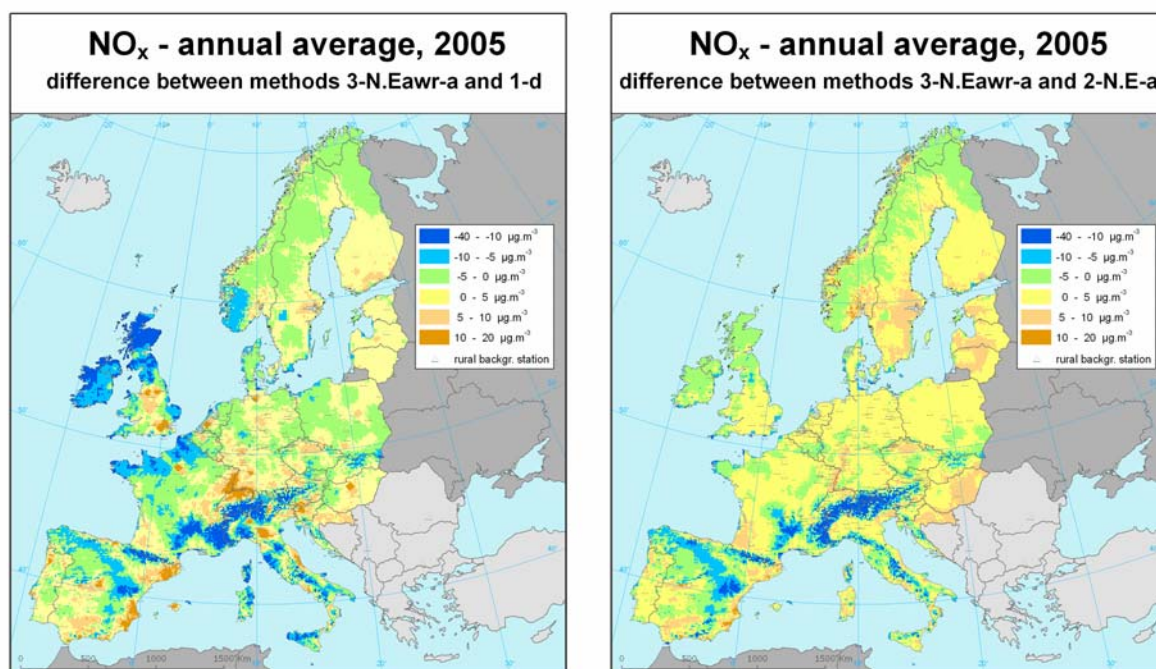 NOx - annual average, 2005
difference between methods 3-N.Eawr-a and 1-d
-40 - -10 µg.m-3
-10 - -5 µg.m-3
-5 - 0 µg.m-3
0 - 5 µg.m-3
5 - 10 µg.m-3
10 - 20 µg.m-3
rural backgr. station
0 500 1000 1500 Km
NOx - annual average, 2005
difference between methods 3-N.Eawr-a and 2-N.E-a
-40 - -10 µg.m-3
-10 - -5 µg.m-3
-5 - 0 µg.m-3
0 - 5 µg.m-3
5 - 10 µg.m-3
10 - 20 µg.m-3
rural backgr. station
0 500 1000 1500 Km